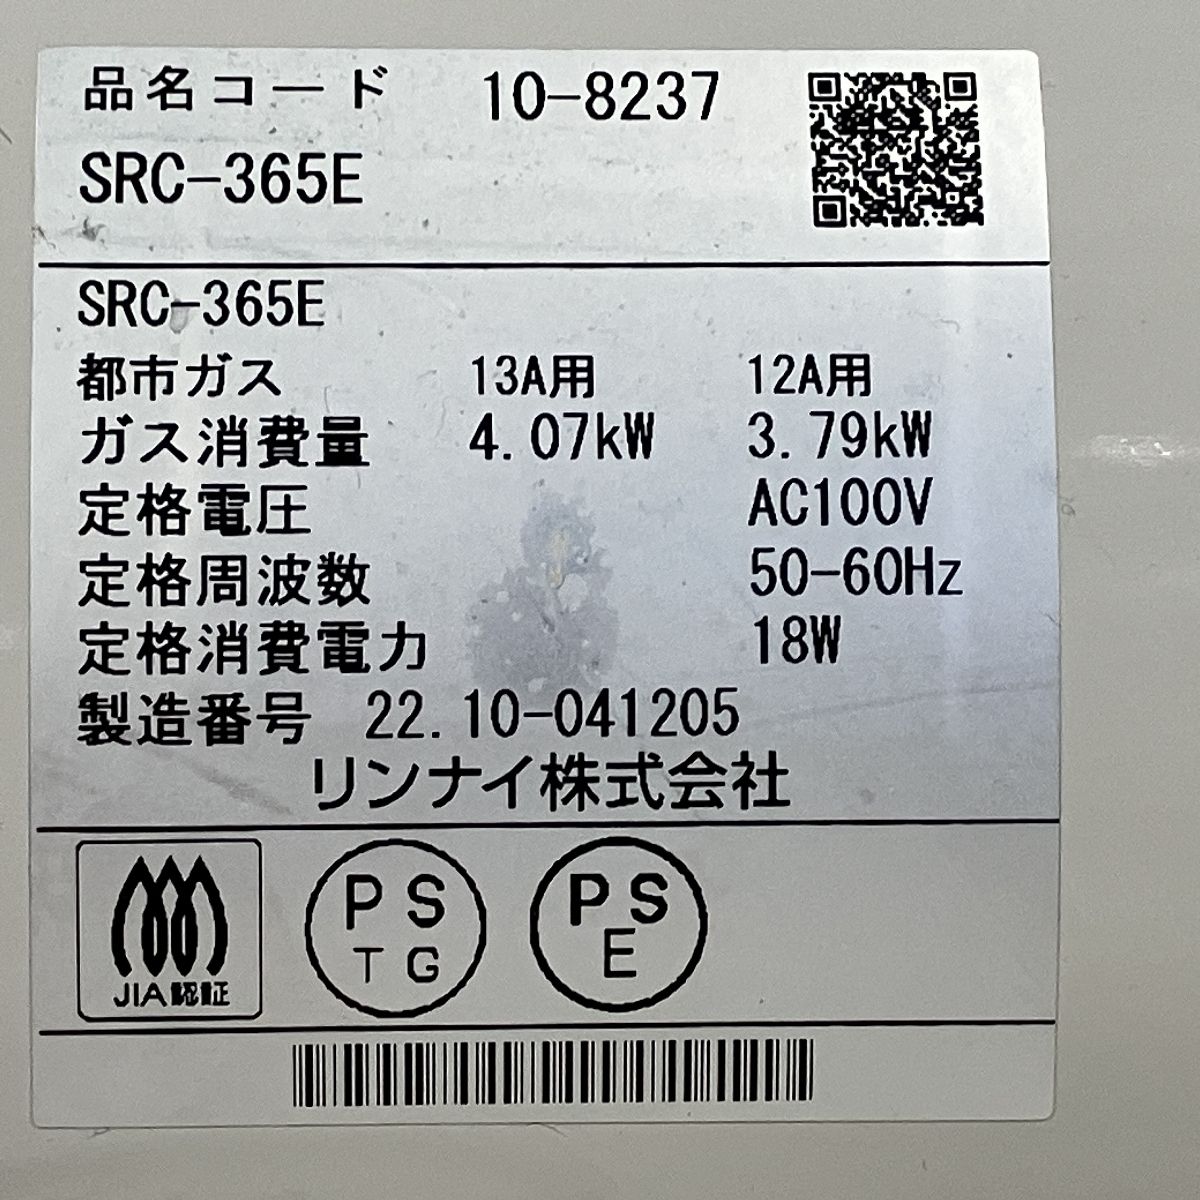 品名コード 10-8237
SRC-365E
SRC-365E
都市ガス 13A用 12A用
ガス消費量 4.07kW 3.79kW
定格電圧 AC100V
定格周波数 50-60Hz
定格消費電力 18W
製造番号 22.10-041205
リンナイ株式会社
JIA認証
PS
TG
PS
E